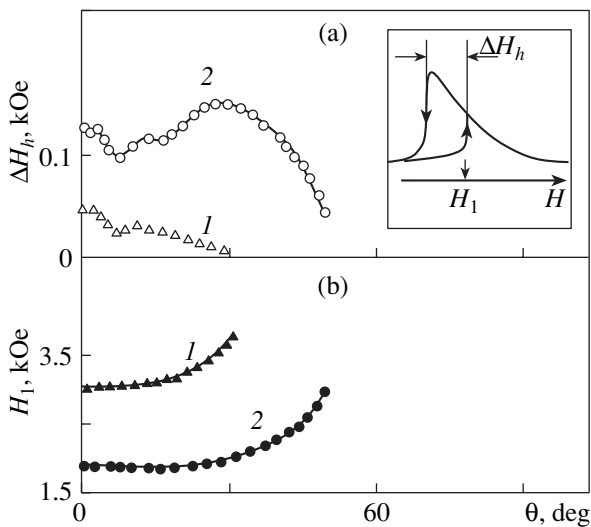 (a)
ΔH_h
2
ΔH_h, kOe
0.1
H_1
H
1
0
(b)
H_1, kOe
1
3.5
2
1.5
0
60
θ, deg